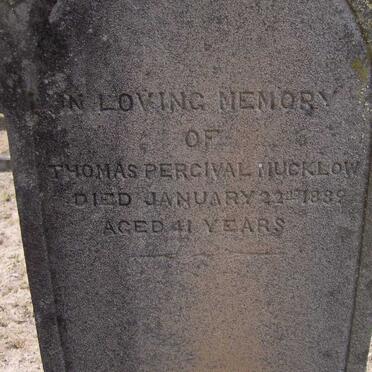 IN LOVING MEMORY
OF
THOMAS PERCIVAL HUCKLOW
DIED JANUARY 22ND 1889
AGED 41 YEARS